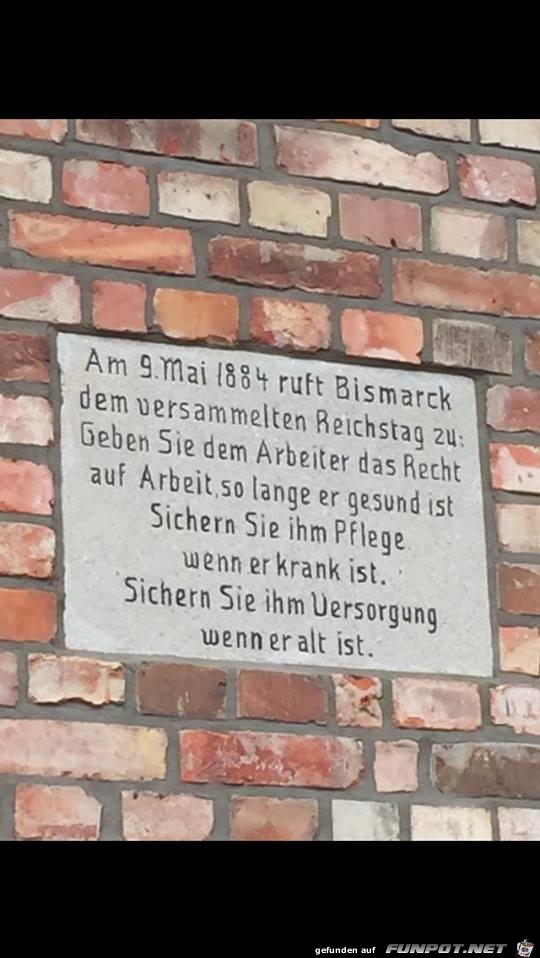 Am 9. Mai 1884 ruft Bismarck
dem versammelten Reichstag zu:
Geben Sie dem Arbeiter das Recht
auf Arbeit, so lange er gesund ist
Sichern Sie ihm Pflege
wenn er krank ist.
Sichern Sie ihm Versorgung
wenn er alt ist.
gefunden auf FUNPOT.NET